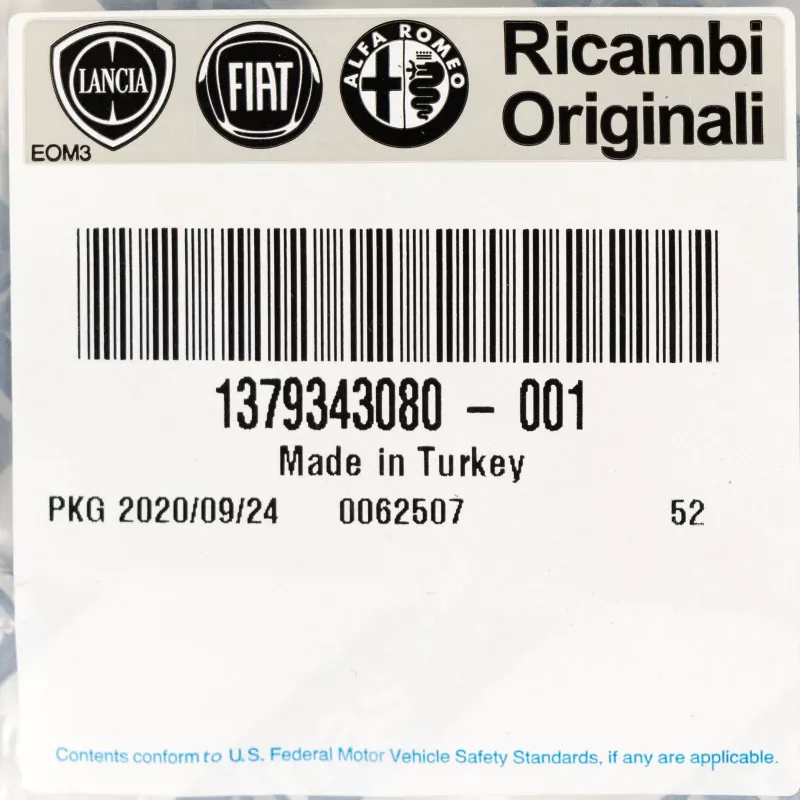 LANCIA FIAT ALFA ROMEO Ricambi
Originali
EOM3
1379343080 - 001
Made in Turkey
PKG 2020/09/24 0062507 52
Contents conform to U.S. Federal Motor Vehicle Safety Standards, if any are applicable.